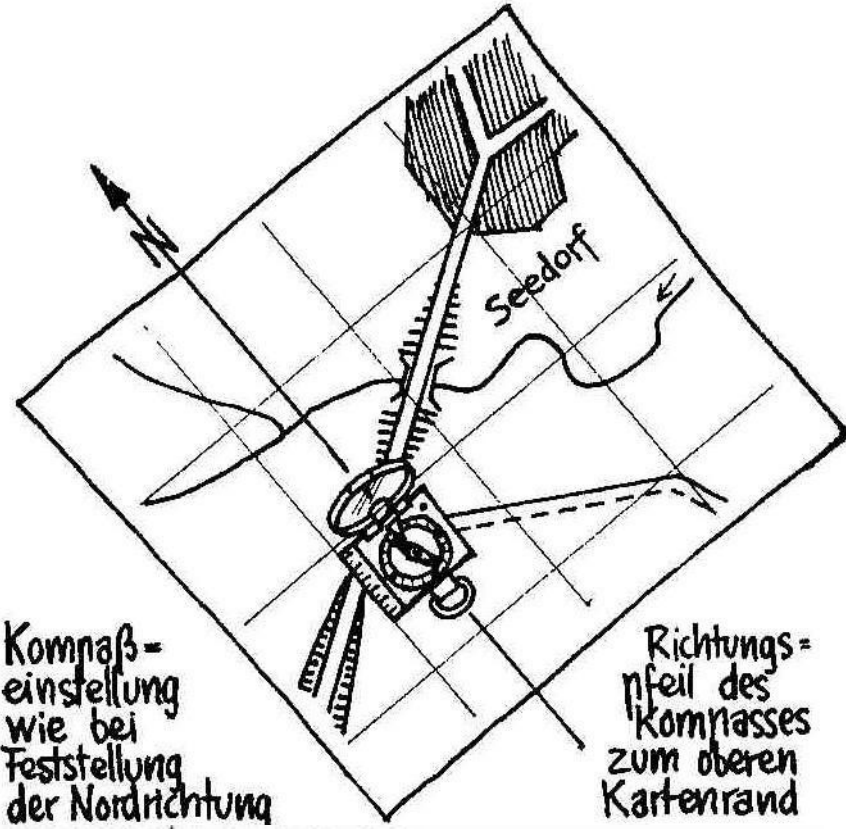 N
Seedorf
Kompaß=
einstellung
wie bei
Feststellung
der Nordrichtung
Richtungs=
pfeil des
Kompasses
zum oberen
Kartenrand